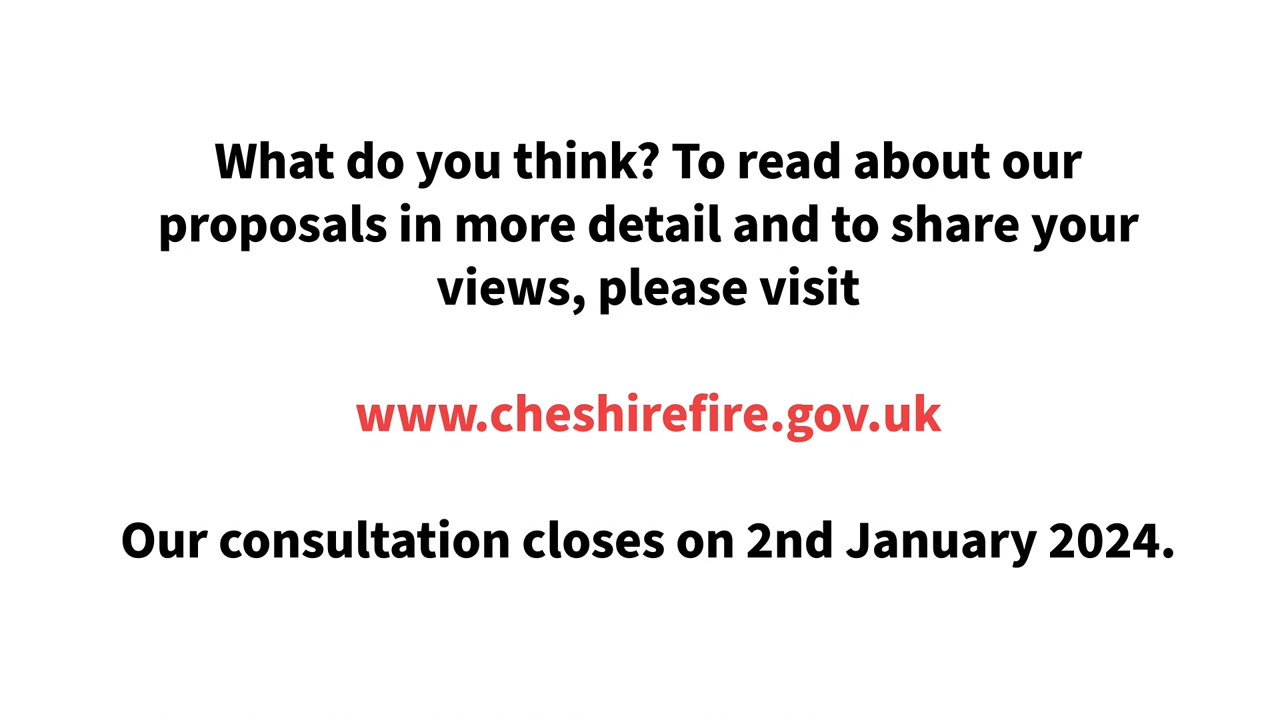 What do you think? To read about our
proposals in more detail and to share your
views, please visit
www.cheshirefire.gov.uk
Our consultation closes on 2nd January 2024.